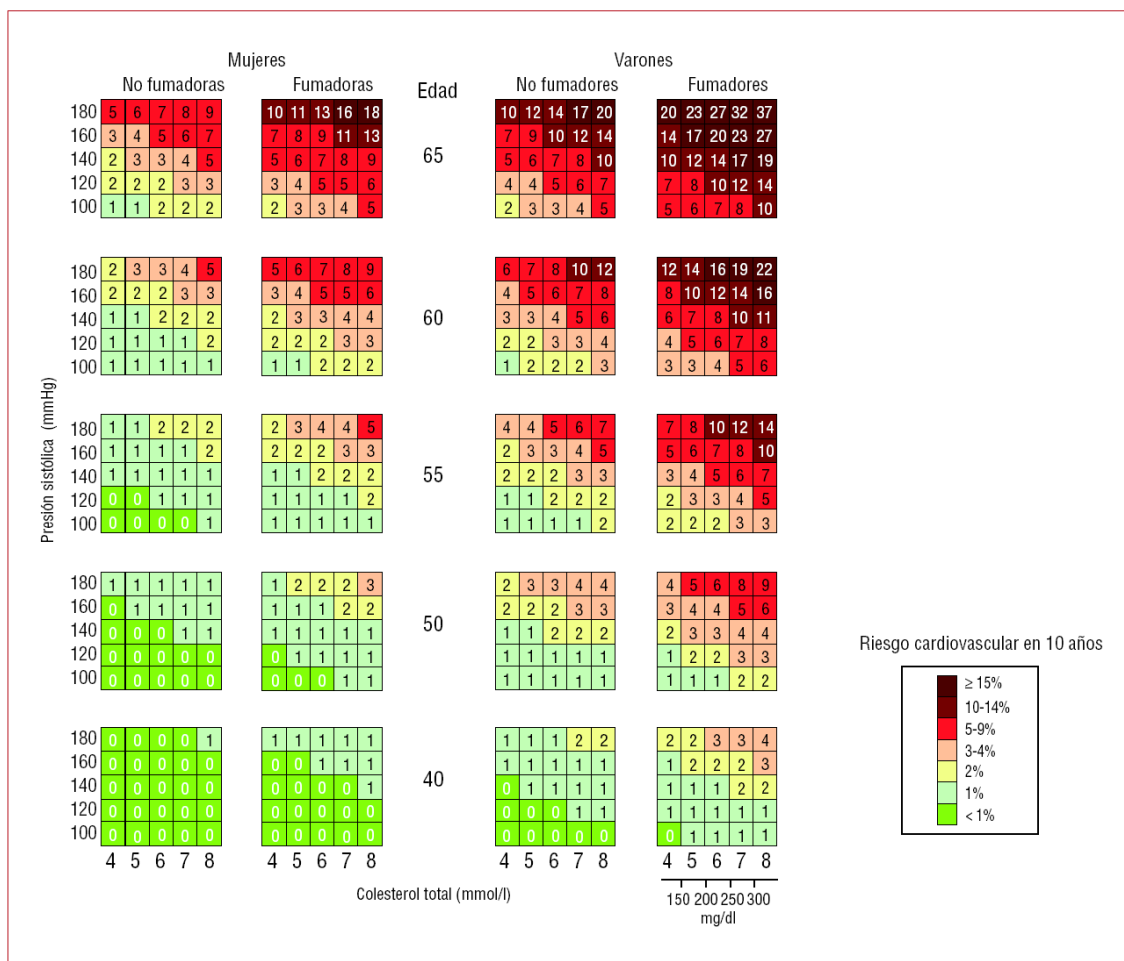 Mujeres Varones
No fumadoras Fumadoras Edad No fumadores Fumadores
180 5 6 7 8 9 10 11 13 16 18 10 12 14 17 20 20 23 27 32 37
160 3 4 5 6 7 7 8 9 11 13 7 9 10 12 14 14 17 20 23 27
140 2 3 3 4 5 5 6 7 8 9 65 5 6 7 8 10 10 12 14 17 19
120 2 2 2 3 3 3 4 5 5 6 4 4 5 6 7 7 8 10 12 14
100 1 1 2 2 2 2 3 3 4 5 2 3 3 4 5 5 6 7 8 10
180 2 3 3 4 5 5 6 7 8 9 6 7 8 10 12 12 14 16 19 22
160 2 2 2 3 3 3 4 5 5 6 4 5 6 7 8 8 10 12 14 16
140 1 1 2 2 2 2 3 3 4 4 60 3 3 4 5 6 6 7 8 10 11
120 1 1 1 1 2 2 2 2 3 3 2 2 3 3 4 4 5 6 7 8
100 1 1 1 1 1 1 1 2 2 2 1 2 2 2 3 3 3 4 5 6
Presión sistólica (mmHg)
180 1 1 2 2 2 2 3 4 4 5 4 4 5 6 7 7 8 10 12 14
160 1 1 1 1 2 2 2 2 3 3 2 3 3 4 5 5 6 7 8 10
140 1 1 1 1 1 1 1 2 2 2 55 2 2 2 3 3 3 4 5 6 7
120 0 0 1 1 1 1 1 1 1 2 1 1 2 2 2 2 3 3 4 5
100 0 0 0 0 1 1 1 1 1 1 1 1 1 1 2 2 2 2 3 3
180 1 1 1 1 1 1 2 2 2 3 2 3 3 4 4 4 5 6 8 9
160 0 1 1 1 1 1 1 1 2 2 2 2 2 3 3 3 4 4 5 6
140 0 0 0 1 1 1 1 1 1 1 50 1 1 2 2 2 2 3 3 4 4
120 0 0 0 0 0 0 1 1 1 1 1 1 1 1 1 1 2 2 3 3
100 0 0 0 0 0 0 0 0 1 1 1 1 1 1 1 1 1 1 2 2
180 0 0 0 0 1 1 1 1 1 1 1 1 1 2 2 2 2 3 3 4
160 0 0 0 0 0 0 0 1 1 1 1 1 1 1 1 1 2 2 2 3
140 0 0 0 0 0 0 0 0 0 1 40 0 1 1 1 1 1 1 1 2 2
120 0 0 0 0 0 0 0 0 0 0 0 0 0 1 1 1 1 1 1 1
100 0 0 0 0 0 0 0 0 0 0 0 0 0 0 0 0 1 1 1 1
4 5 6 7 8 4 5 6 7 8 4 5 6 7 8 4 5 6 7 8
Colesterol total (mmol/l)
150 200 250 300
mg/dl
Riesgo cardiovascular en 10 años
≥ 15%
10-14%
5-9%
3-4%
2%
1%
< 1%